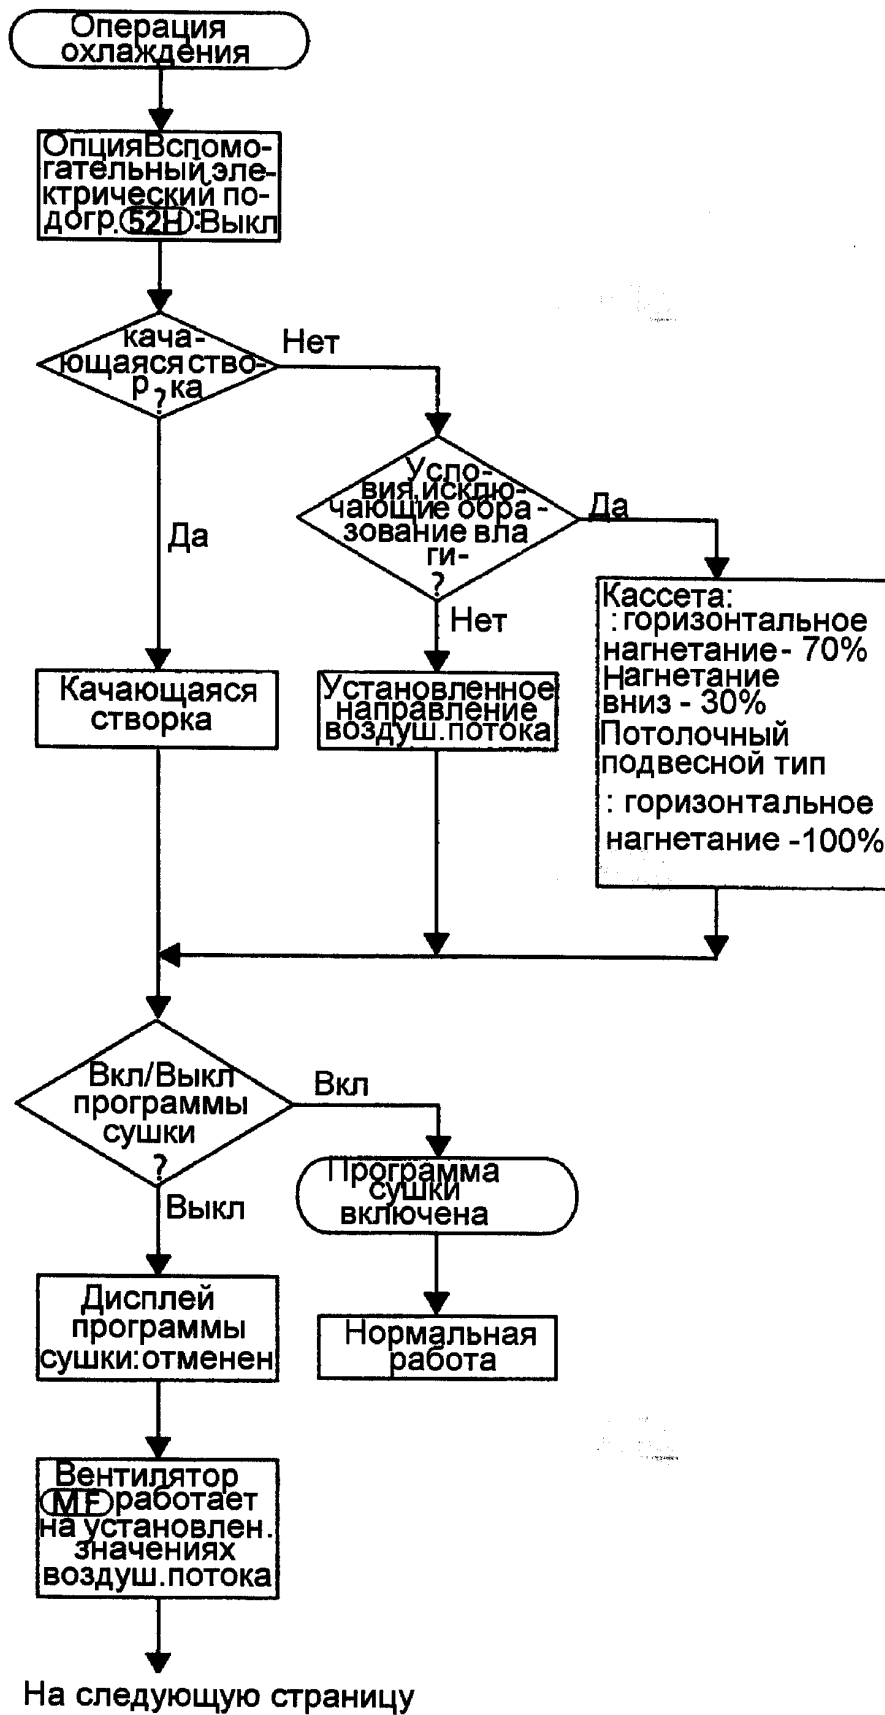 Операция
охлаждения
ОпцияВспомо-
гательный,эле-
ктрический по-
догр.52H:Выкл
кача-
ющаяся ство-
р ка
?
Нет
Да
Усло-
вия,исклю-
чающие обра-
зование вла
ги-
?
Да
Нет
Кассета:
: горизонтальное
нагнетание- 70%
Нагнетание
вниз - 30%
Потолочный
подвесной тип
: горизонтальное
нагнетание -100%
Качающаяся
створка
Установленное
направление
воздуш.потока
Вкл/Выкл
программы
сушки
?
Вкл
Выкл
Программа
сушки
включена
Дисплей
программы
сушки:отменен
Нормальная
работа
Вентилятор
MF работает
на установлен.
значениях
воздуш.потока
На следующую страницу